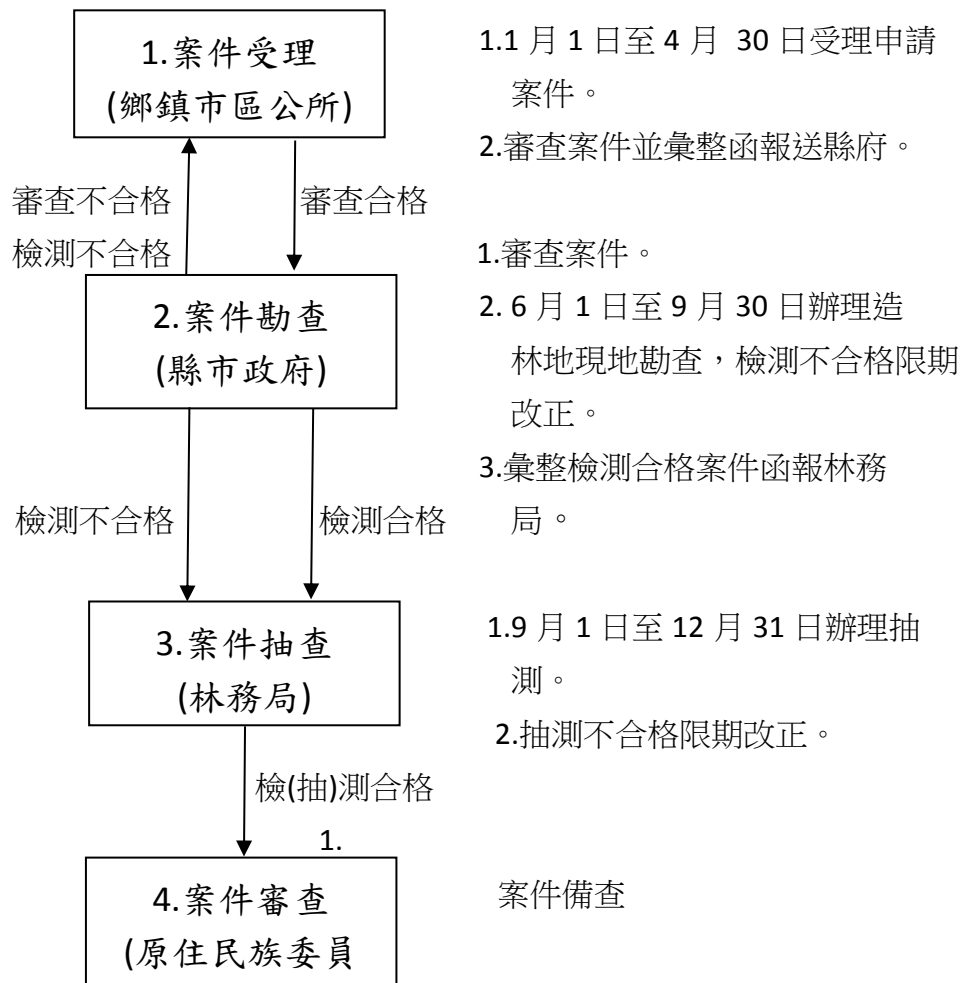 1.案件受理
(鄉鎮市區公所)
1.1 月 1 日至 4 月 30 日受理申請
案件。
2.審查案件並彙整函報送縣府。
審查不合格
檢測不合格
審查合格
2.案件勘查
(縣市政府)
1.審查案件。
2. 6 月 1 日至 9 月 30 日辦理造
林地現地勘查，檢測不合格限期
改正。
3.彙整檢測合格案件函報林務
局。
檢測不合格
檢測合格
3.案件抽查
(林務局)
1.9 月 1 日至 12 月 31 日辦理抽
測。
2.抽測不合格限期改正。
檢(抽)測合格
1.
4.案件審查
(原住民族委員
案件備查